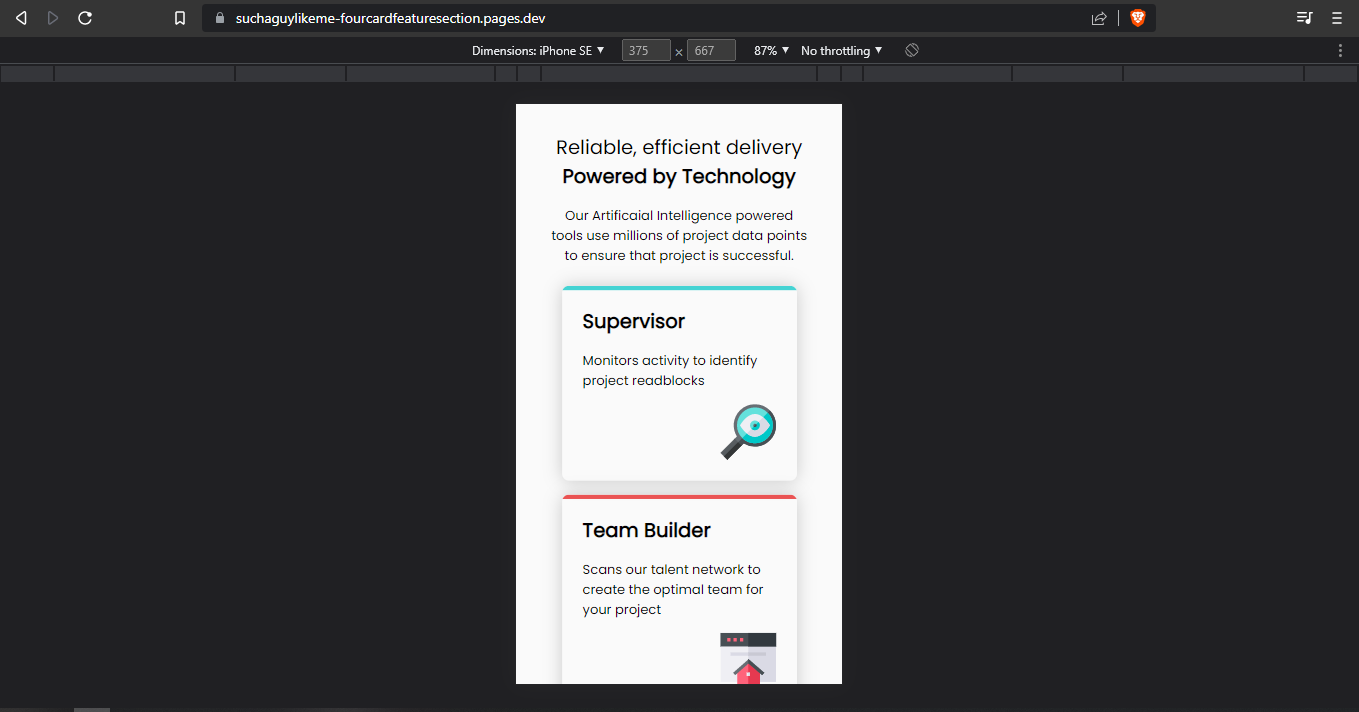 suchaguylikeme-fourcardfeaturesection.pages.dev
Dimensions: iPhone SE ▼ 375 × 667 87% ▼ No throttling ▼
Reliable, efficient delivery
Powered by Technology
Our Artificaial Intelligence powered
tools use millions of project data points
to ensure that project is successful.
Supervisor
Monitors activity to identify
project readblocks
Team Builder
Scans our talent network to
create the optimal team for
your project